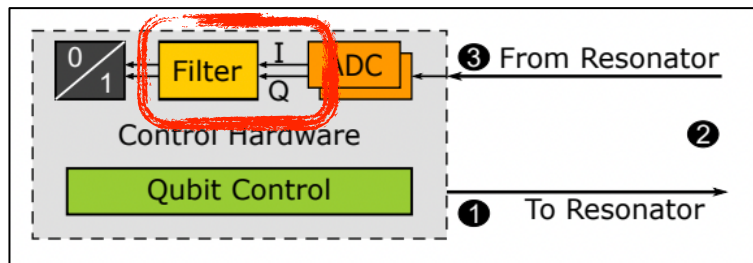 0
1
Filter
I
Q
ADC
3 From Resonator
Control Hardware
2
Qubit Control
1 To Resonator